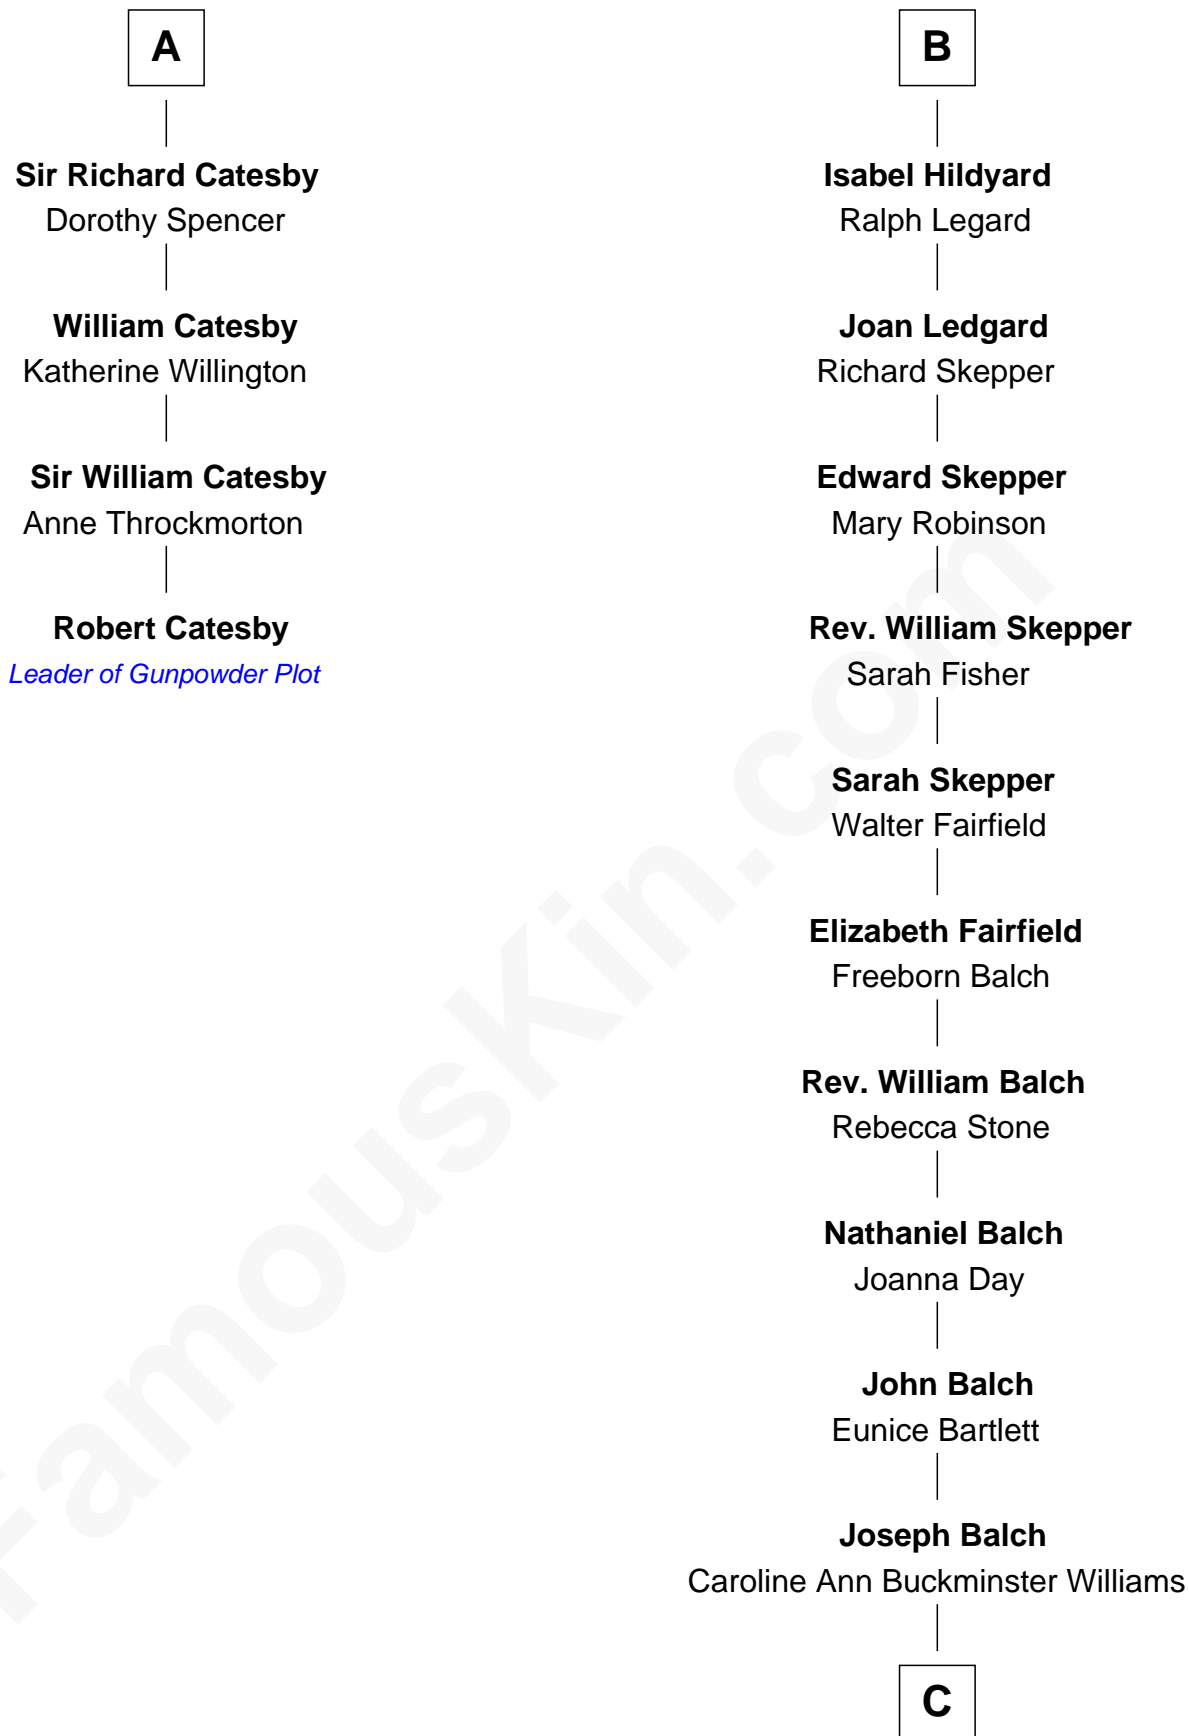 A
Sir Richard Catesby
Dorothy Spencer
William Catesby
Katherine Willington
Sir William Catesby
Anne Throckmorton
Robert Catesby
Leader of Gunpowder Plot
B
Isabel Hildyard
Ralph Legard
Joan Ledgard
Richard Skepper
Edward Skepper
Mary Robinson
Rev. William Skepper
Sarah Fisher
Sarah Skepper
Walter Fairfield
Elizabeth Fairfield
Freeborn Balch
Rev. William Balch
Rebecca Stone
Nathaniel Balch
Joanna Day
John Balch
Eunice Bartlett
Joseph Balch
Caroline Ann Buckminster Williams
C
FamousKin.com